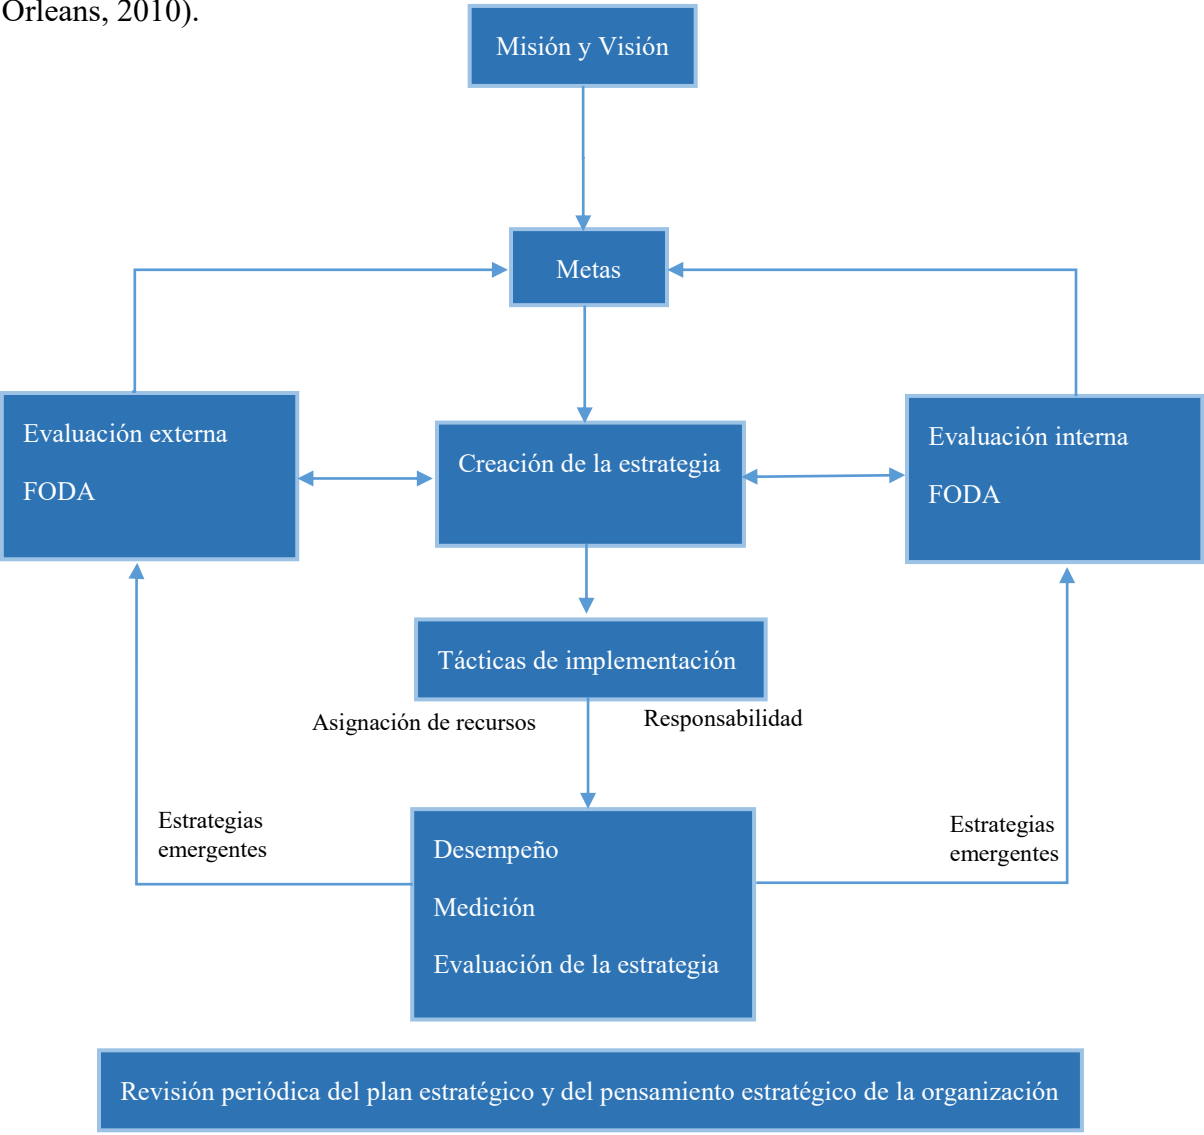 Orleans, 2010).
Misión y Visión
Metas
Evaluación externa
FODA
Creación de la estrategia
Evaluación interna
FODA
Tácticas de implementación
Asignación de recursos
Responsabilidad
Estrategias
emergentes
Desempeño
Medición
Evaluación de la estrategia
Estrategias
emergentes
Revisión periódica del plan estratégico y del pensamiento estratégico de la organización